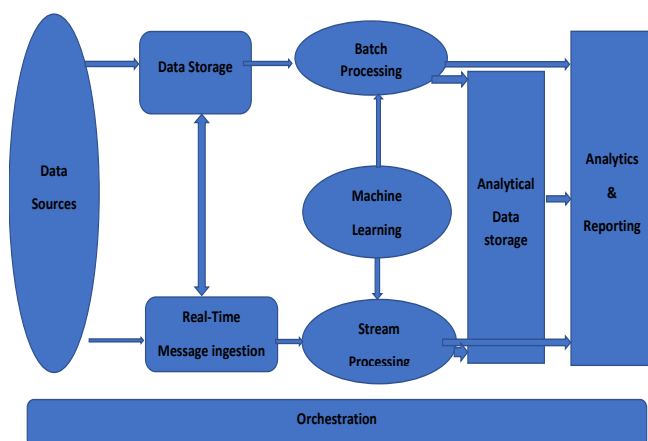 Data
Sources
Data Storage
Batch
Processing
Machine
Learning
Real-Time
Message ingestion
Stream
Processing
Analytical
Data
storage
Analytics
&
Reporting
Orchestration